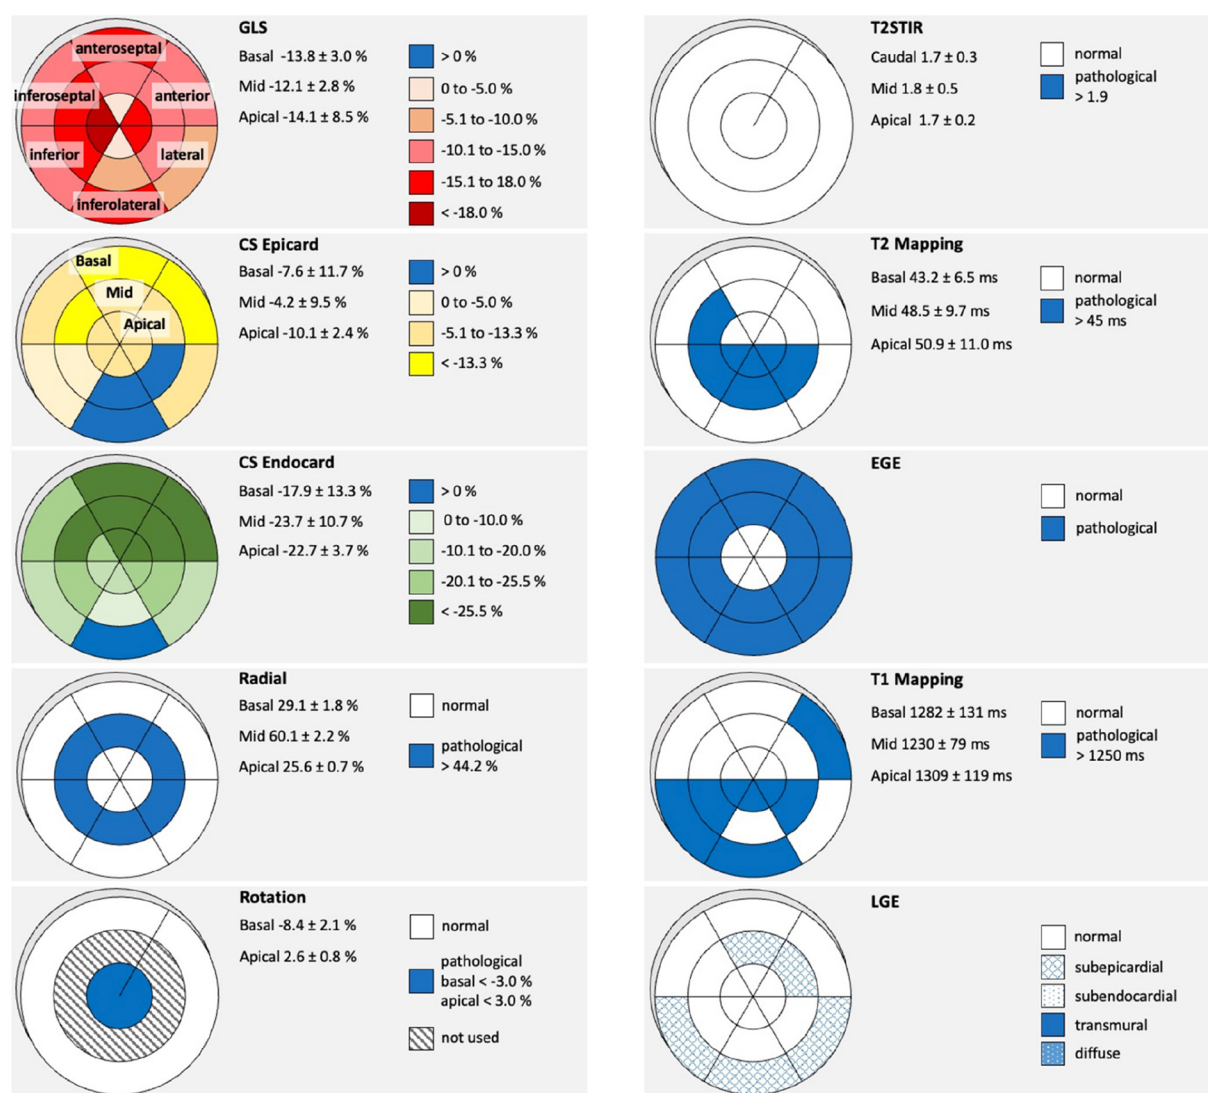 GLS
Basal -13.8 ± 3.0 %
Mid -12.1 ± 2.8 %
Apical -14.1 ± 8.5 %
anteroseptal
inferoseptal
anterior
inferior
lateral
inferolateral
> 0 %
0 to -5.0 %
-5.1 to -10.0 %
-10.1 to -15.0 %
-15.1 to 18.0 %
< -18.0 %
CS Epicard
Basal -7.6 ± 11.7 %
Mid -4.2 ± 9.5 %
Apical -10.1 ± 2.4 %
Basal
Mid
Apical
> 0 %
0 to -5.0 %
-5.1 to -13.3 %
< -13.3 %
CS Endocard
Basal -17.9 ± 13.3 %
Mid -23.7 ± 10.7 %
Apical -22.7 ± 3.7 %
> 0 %
0 to -10.0 %
-10.1 to -20.0 %
-20.1 to -25.5 %
< -25.5 %
Radial
Basal 29.1 ± 1.8 %
Mid 60.1 ± 2.2 %
Apical 25.6 ± 0.7 %
normal
pathological
> 44.2 %
Rotation
Basal -8.4 ± 2.1 %
Apical 2.6 ± 0.8 %
normal
pathological
basal < -3.0 %
apical < 3.0 %
not used
T2STIR
Caudal 1.7 ± 0.3
Mid 1.8 ± 0.5
Apical 1.7 ± 0.2
normal
pathological
> 1.9
T2 Mapping
Basal 43.2 ± 6.5 ms
Mid 48.5 ± 9.7 ms
Apical 50.9 ± 11.0 ms
normal
pathological
> 45 ms
EGE
normal
pathological
T1 Mapping
Basal 1282 ± 131 ms
Mid 1230 ± 79 ms
Apical 1309 ± 119 ms
normal
pathological
> 1250 ms
LGE
normal
subepicardial
subendocardial
transmural
diffuse